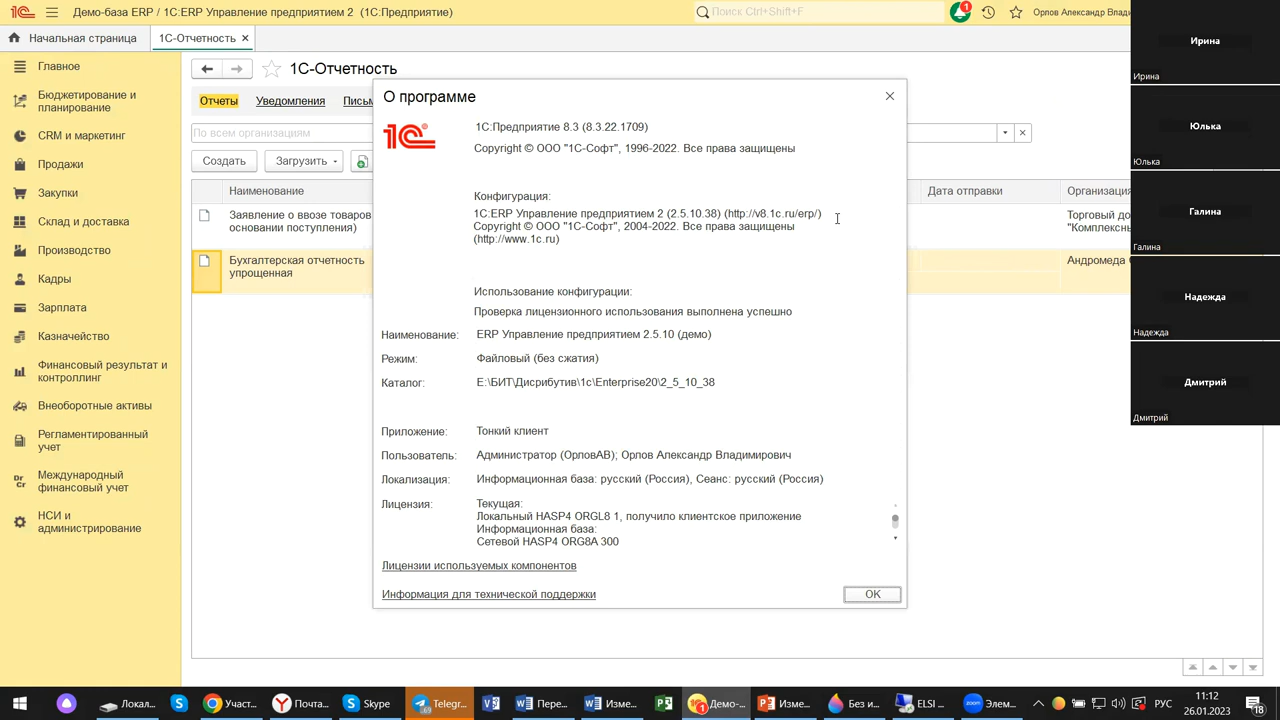 1С Демо-база ERP / 1С:ERP Управление предприятием 2 (1С:Предприятие)
Поиск Ctrl+Shift+F
1
Орлов Александр Влади
Начальная страница
1С-Отчетность ×
Главное
Бюджетирование и
планирование
CRM и маркетинг
Продажи
Закупки
Склад и доставка
Производство
Кадры
Зарплата
Казначейство
Финансовый результат и
контроллинг
Внеоборотные активы
Регламентированный
учет
Dr
Cr
Международный
финансовый учет
НСИ и
администрирование
1С-Отчетность
Отчеты Уведомления Письм
По всем организациям
Создать Загрузить
Наименование
Дата отправки
Организация
Заявление о ввозе товаров
основании поступления)
Торговый до
"Комплексны
Бухгалтерская отчетность
упрощенная
Андромеда С
О программе
1С
1С:Предприятие 8.3 (8.3.22.1709)
Copyright © ООО "1С-Софт", 1996-2022. Все права защищены
Конфигурация:
1С:ERP Управление предприятием 2 (2.5.10.38) (http://v8.1c.ru/erp/)
Copyright © ООО "1С-Софт", 2004-2022. Все права защищены
(http://www.1c.ru)
Использование конфигурации:
Проверка лицензионного использования выполнена успешно
Наименование: ERP Управление предприятием 2.5.10 (демо)
Режим: Файловый (без сжатия)
Каталог: E:\БИТ\Дисрибутив\1c\Enterprise20\2_5_10_38
Приложение: Тонкий клиент
Пользователь: Администратор (ОрловАВ); Орлов Александр Владимирович
Локализация: Информационная база: русский (Россия), Сеанс: русский (Россия)
Лицензия: Текущая:
Локальный HASP4 ORGL8 1, получило клиентское приложение
Информационная база:
Сетевой HASP4 ORG8A 300
Лицензии используемых компонентов
Информация для технической поддержки
OK
Ирина
Ирина
Юлька
Юлька
Галина
Галина
Надежда
Надежда
Дмитрий
Дмитрий
Лока... Участ... Почта... Skype Telegr... 69 Пере... Изме... Демо-... Изме... Без и... ELSI ... Элем...
РУС
11:12
26.01.2023
18